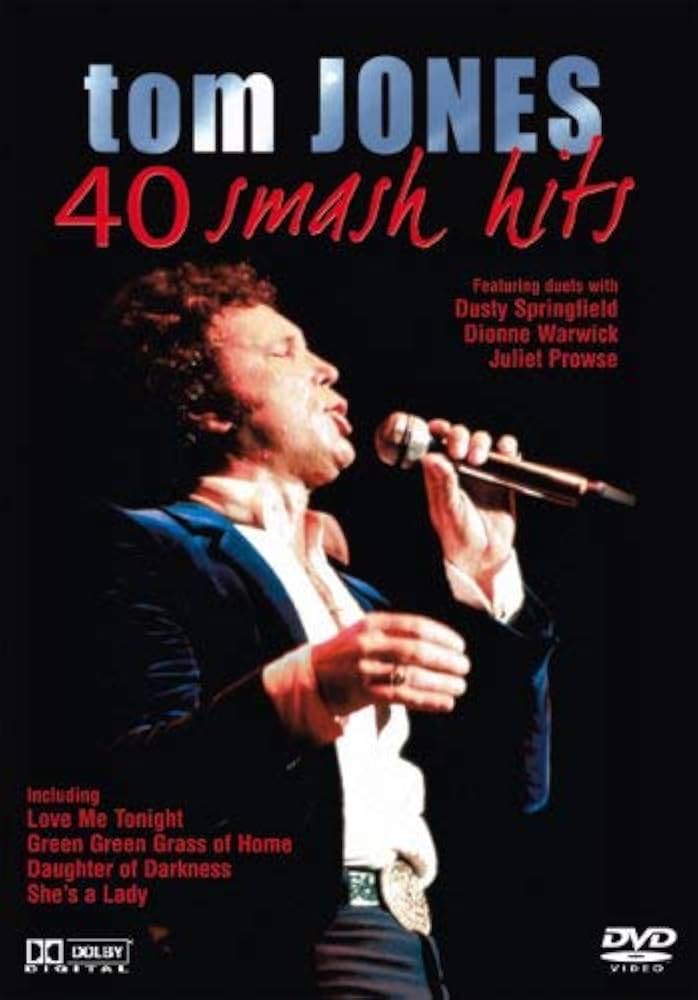 tom JONES
40 smash hits
Featuring duets with
Dusty Springfield
Dionne Warwick
Juliet Prowse
Including
Love Me Tonight
Green Green Grass of Home
Daughter of Darkness
She's a Lady
DOLBY
DIGITAL
DVD
VIDEO